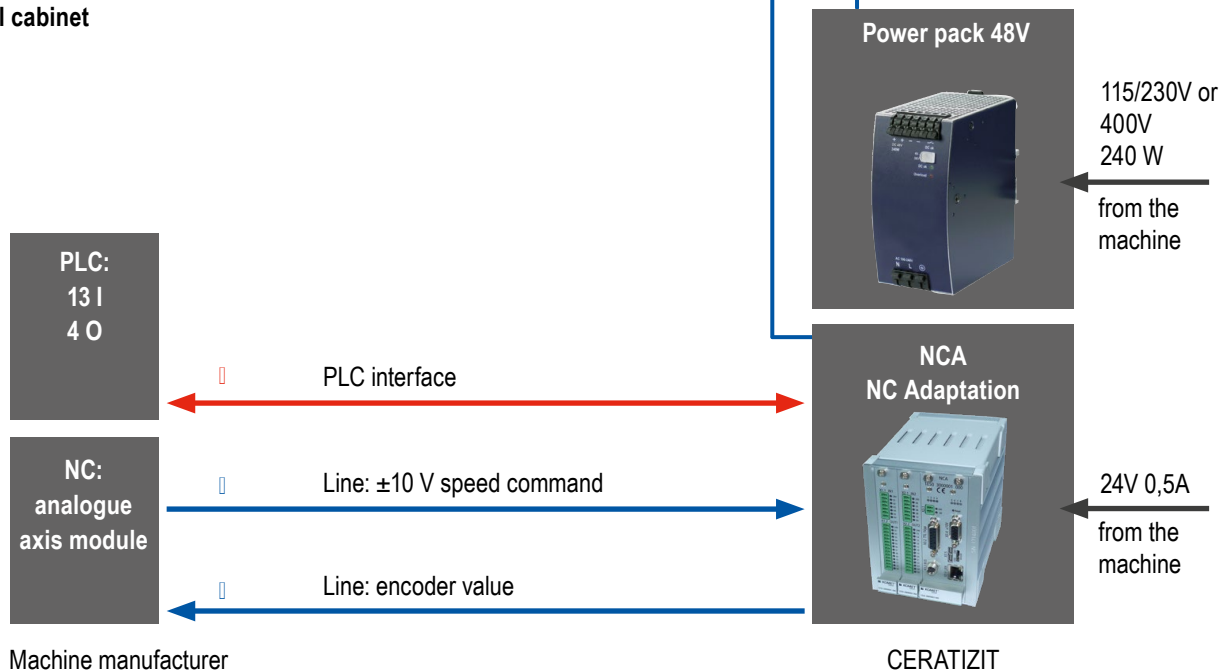 l cabinet
Power pack 48V
115/230V or
400V
240 W
from the
machine
PLC:
13 I
4 O
PLC interface
NCA
NC Adaptation
NC:
analogue
axis module
Line: ±10 V speed command
Line: encoder value
24V 0,5A
from the
machine
Machine manufacturer
CERATIZIT